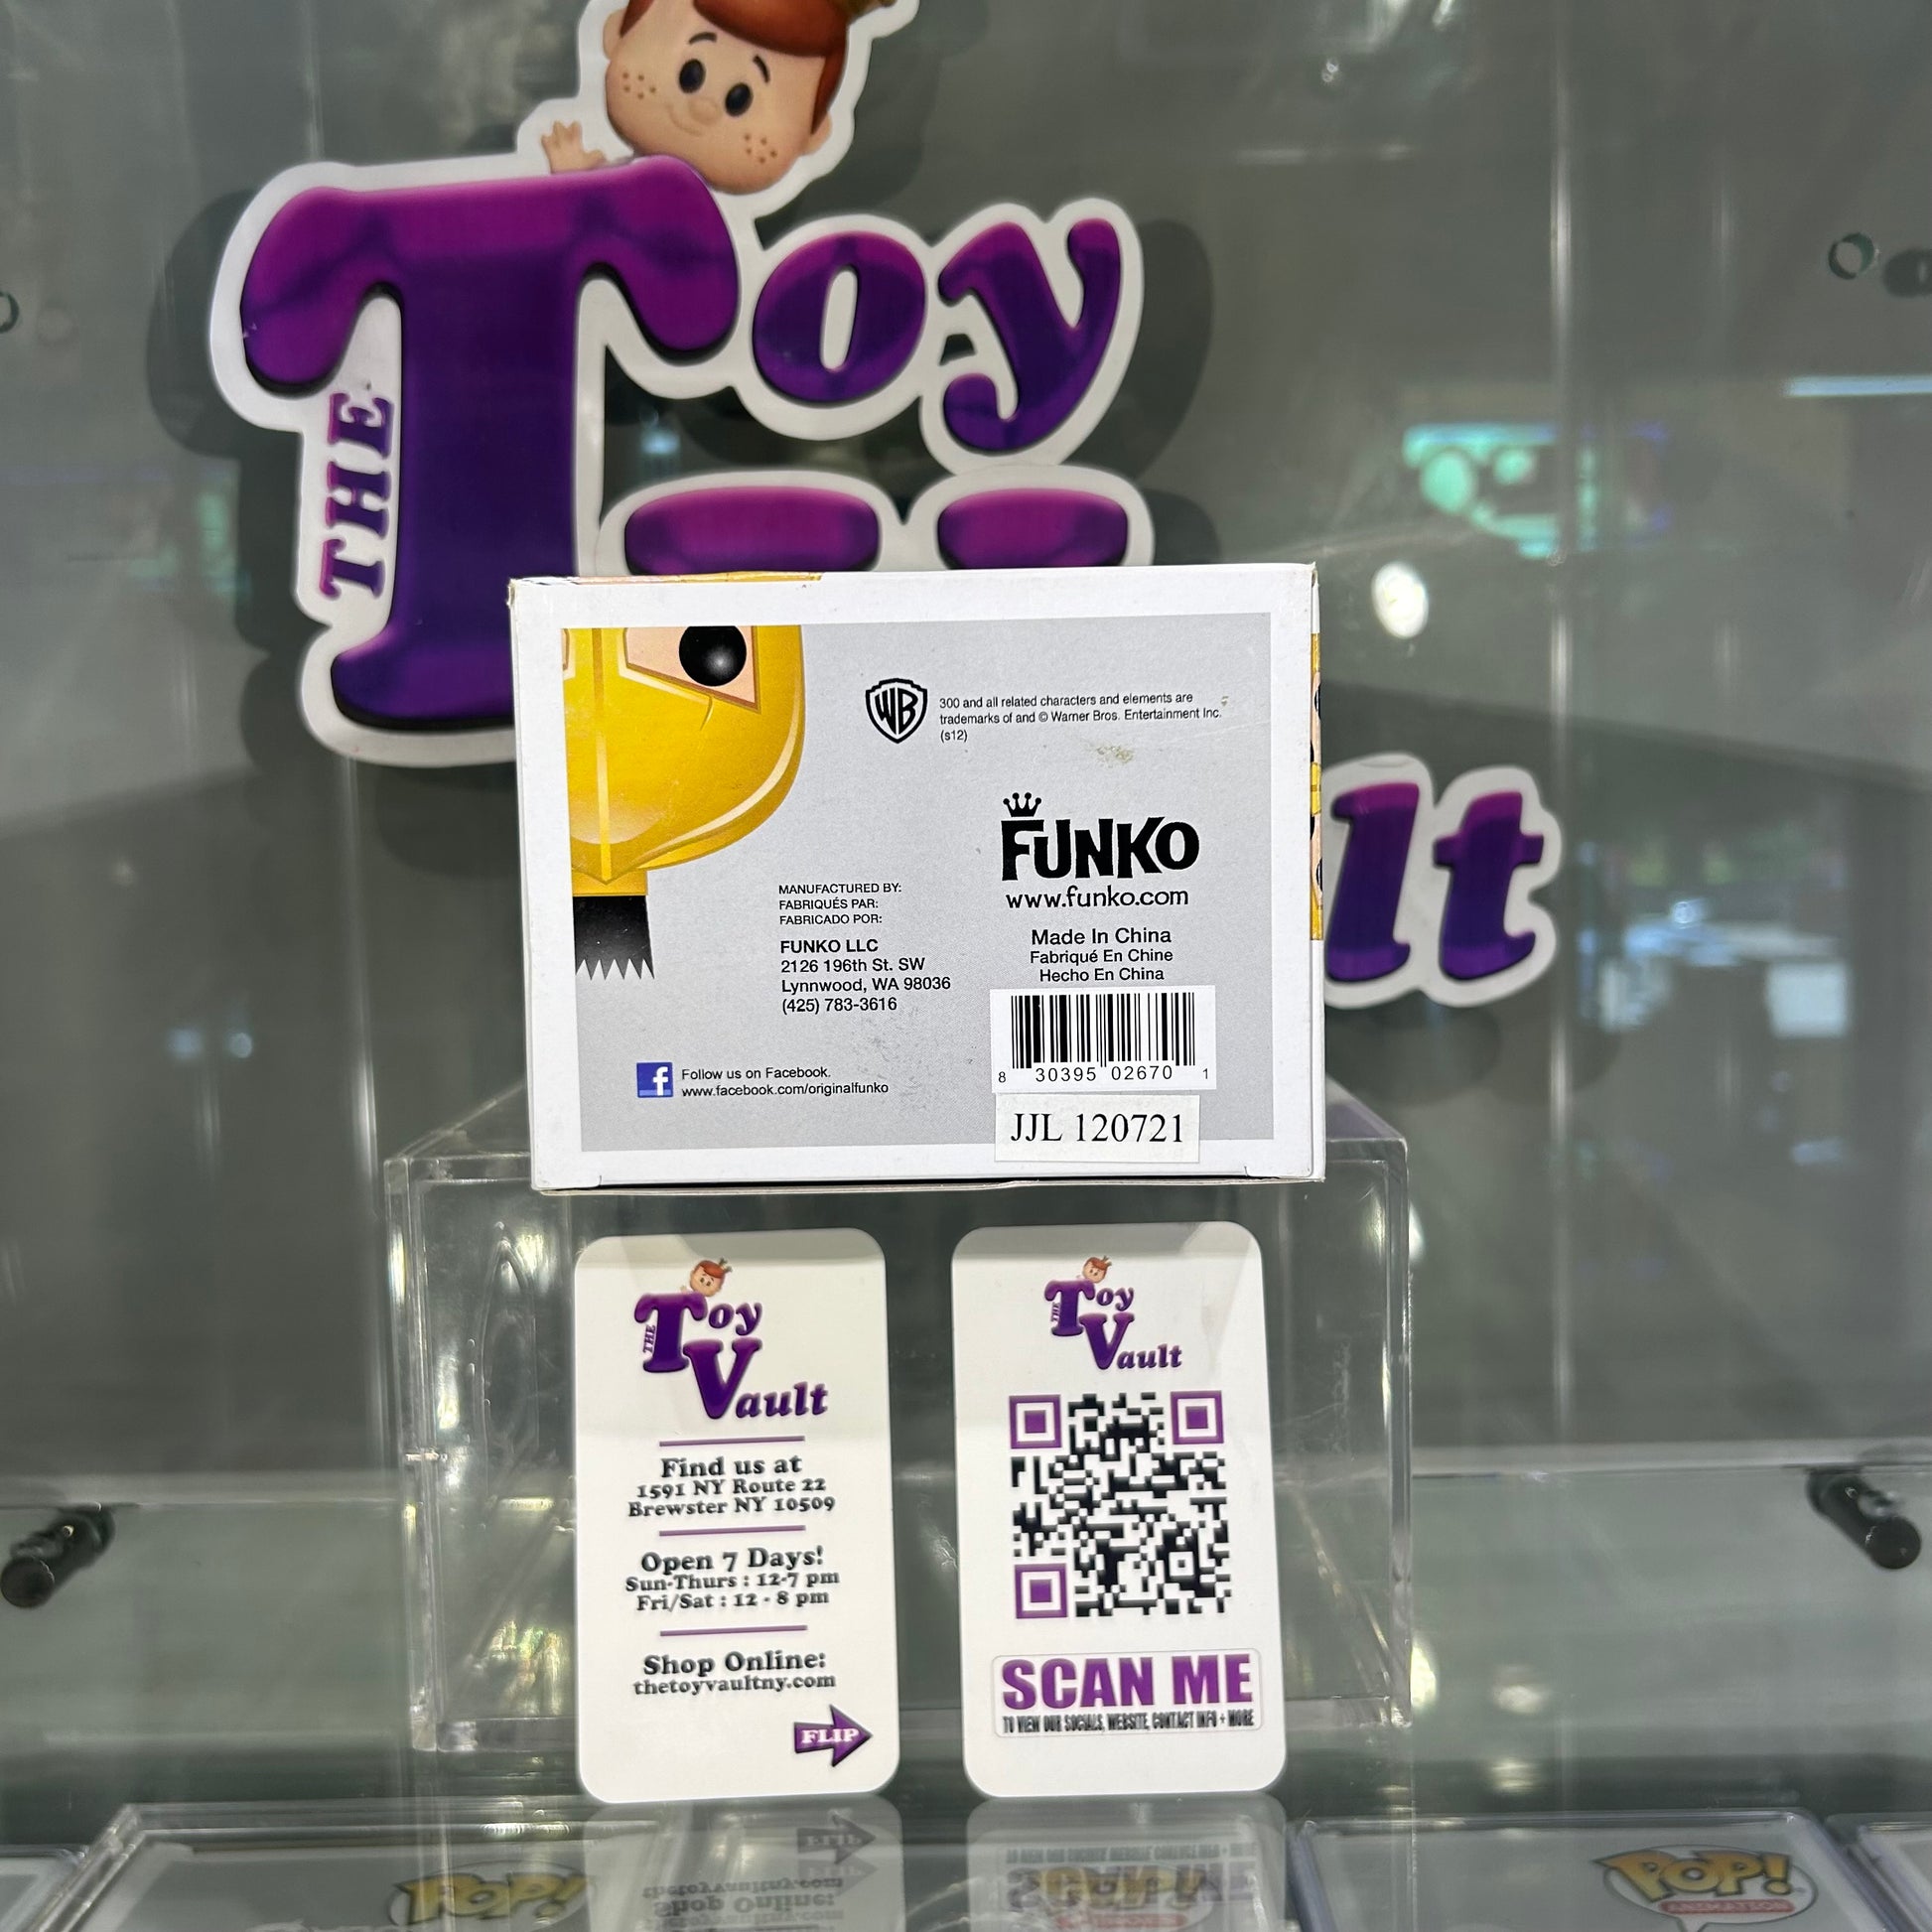 THE
Toy
lt
WB
300 and all related characters and elements are
trademarks of and © Warner Bros. Entertainment Inc.
(s12)
FUNKO
www.funko.com
MANUFACTURED BY:
FABRIQUÉS PAR:
FABRICADO POR:
FUNKO LLC
2126 196th St. SW
Lynnwood, WA 98036
(425) 783-3616
Made In China
Fabriqué En Chine
Hecho En China
8 30395 02670 1
JJL 120721
f
Follow us on Facebook.
www.facebook.com/originalfunko
THE Toy
Vault
Find us at
1591 NY Route 22
Brewster NY 10509
Open 7 Days!
Sun-Thurs : 12-7 pm
Fri/Sat : 12 - 8 pm
Shop Online:
thetoyvaultny.com
FLIP
THE Toy
Vault
SCAN ME
TO VIEW OUR SOCIALS, WEBSITE, CONTACT INFO + MORE
POP!
POP!
ANIMATION